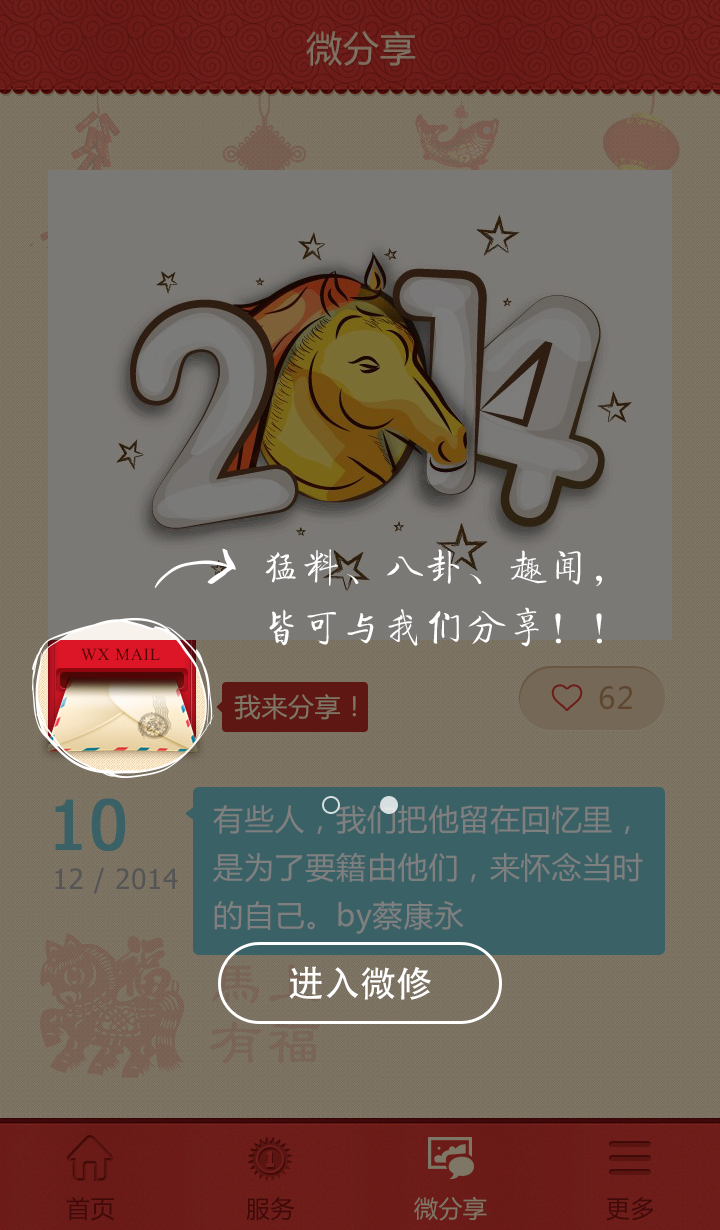 微分享
2014
猛料、八卦、趣闻，
皆可与我们分享！！
WX MAIL
我来分享！
62
10
12 / 2014
有些人，我们把他留在回忆里，
是为了要籍由他们，来怀念当时
的自己。by蔡康永
进入微修
馬上
有福
首页
服务
微分享
更多